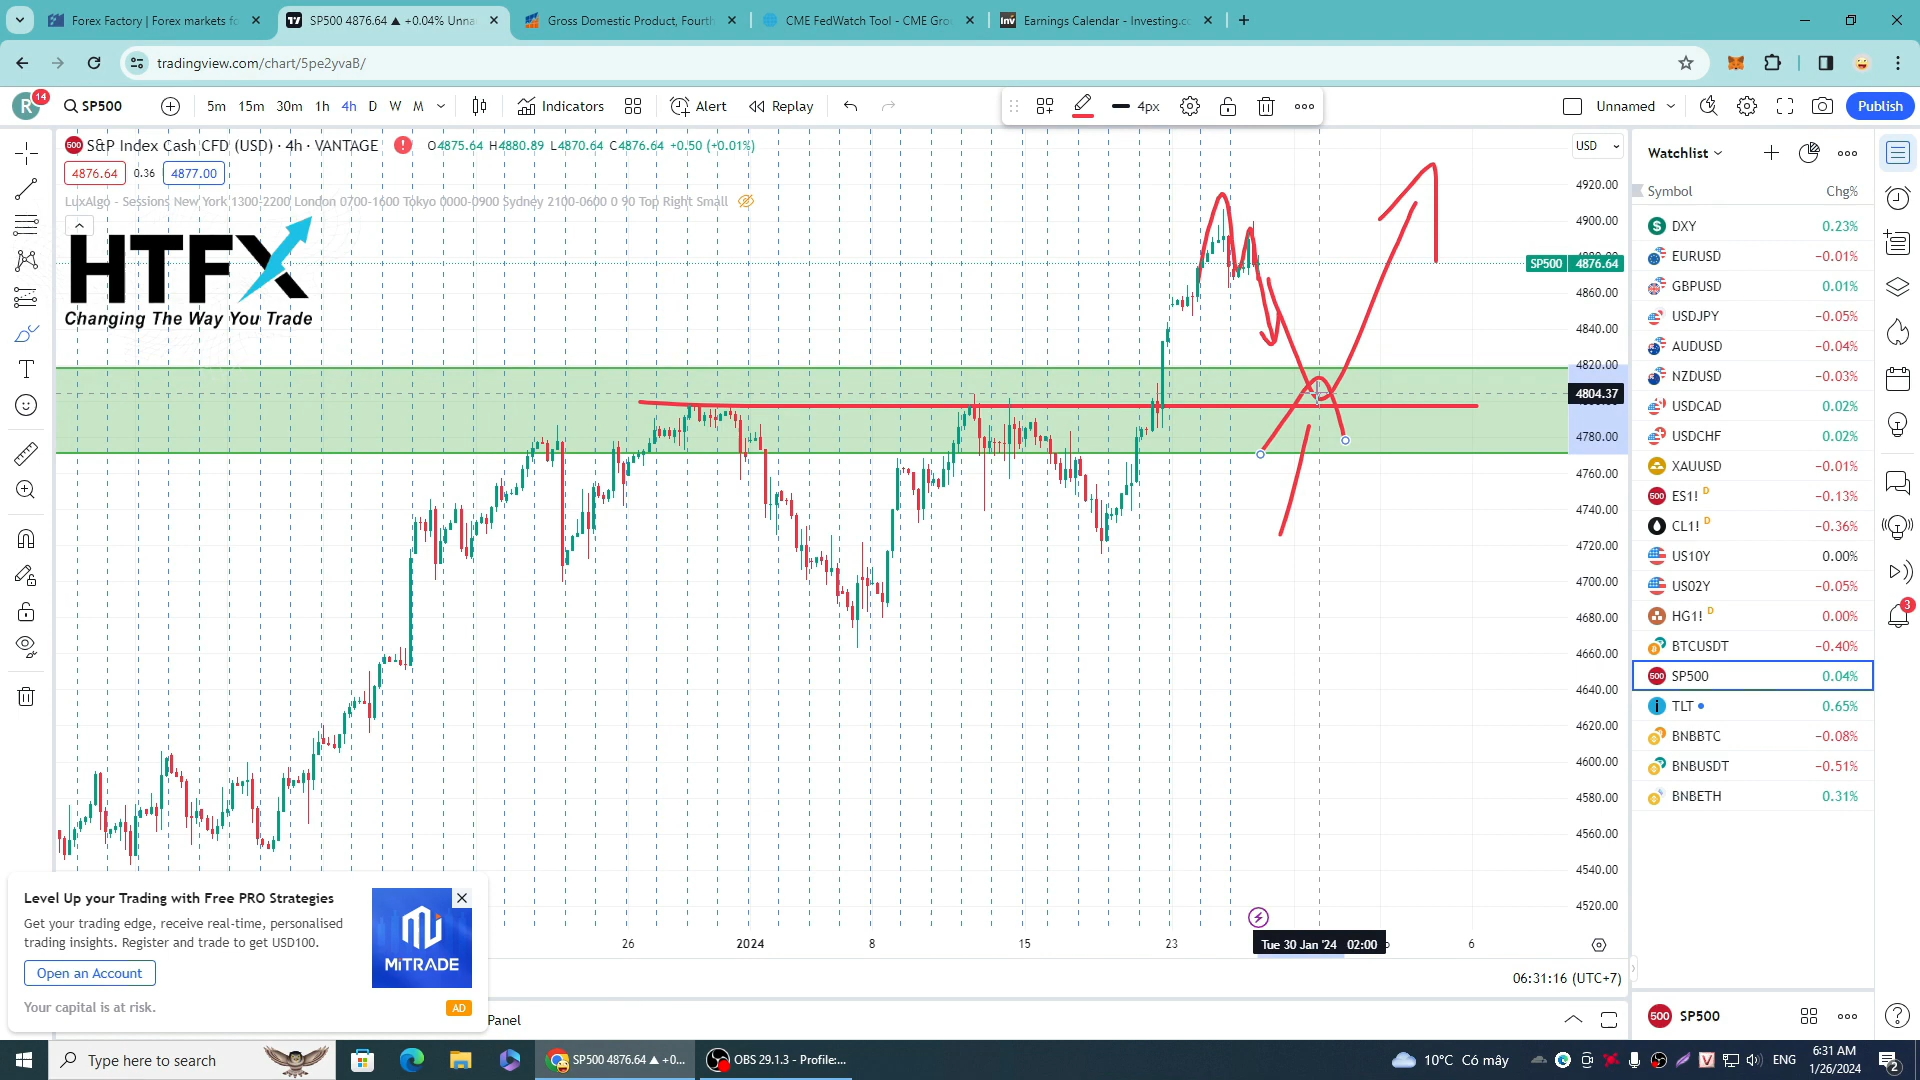 Forex Factory | Forex markets fo
SP500 4876.64 ▲ +0.04% Unna
Gross Domestic Product, Fourth
CME FedWatch Tool - CME Gro
Earnings Calendar - Investing.co
tradingview.com/chart/5pe2yvaB/
R 14
SP500 5m 15m 30m 1h 4h D W M Indicators Alert Replay 4px Unnamed Publish
S&P Index Cash CFD (USD) · 4h · VANTAGE O4875.64 H4880.89 L4870.64 C4876.64 +0.50 (+0.01%)
4876.64 0.36 4877.00
LuxAlgo - Sessions New York 1300-2200 London 0700-1600 Tokyo 0000-0900 Sydney 2100-0600 0 90 Top Right Small
HTFX
Changing The Way You Trade
USD
4920.00
4900.00
SP500 4876.64
4860.00
4840.00
4820.00
4804.37
4780.00
4760.00
4740.00
4720.00
4700.00
4680.00
4660.00
4640.00
4620.00
4600.00
4580.00
4560.00
4540.00
4520.00
26 2024 8 15 23 Tue 30 Jan '24 02:00 6
06:31:16 (UTC+7)
Panel
Watchlist
Symbol Chg%
DXY 0.23%
EURUSD −0.01%
GBPUSD 0.01%
USDJPY −0.05%
AUDUSD −0.04%
NZDUSD −0.03%
USDCAD 0.02%
USDCHF 0.02%
XAUUSD −0.01%
ES1! D −0.13%
CL1! D −0.36%
US10Y 0.00%
US02Y −0.05%
HG1! D 0.00%
BTCUSDT −0.40%
SP500 0.04%
TLT 0.65%
BNBBTC −0.08%
BNBUSDT −0.51%
BNBETH 0.31%
500 SP500
3
Level Up your Trading with Free PRO Strategies
Get your trading edge, receive real-time, personalised
trading insights. Register and trade to get USD100.
Open an Account
Your capital is at risk.
MiTRADE
AD
Type here to search
SP500 4876.64 ▲ +0...
OBS 29.1.3 - Profile:...
10°C Có mây
ENG
6:31 AM
1/26/2024
2